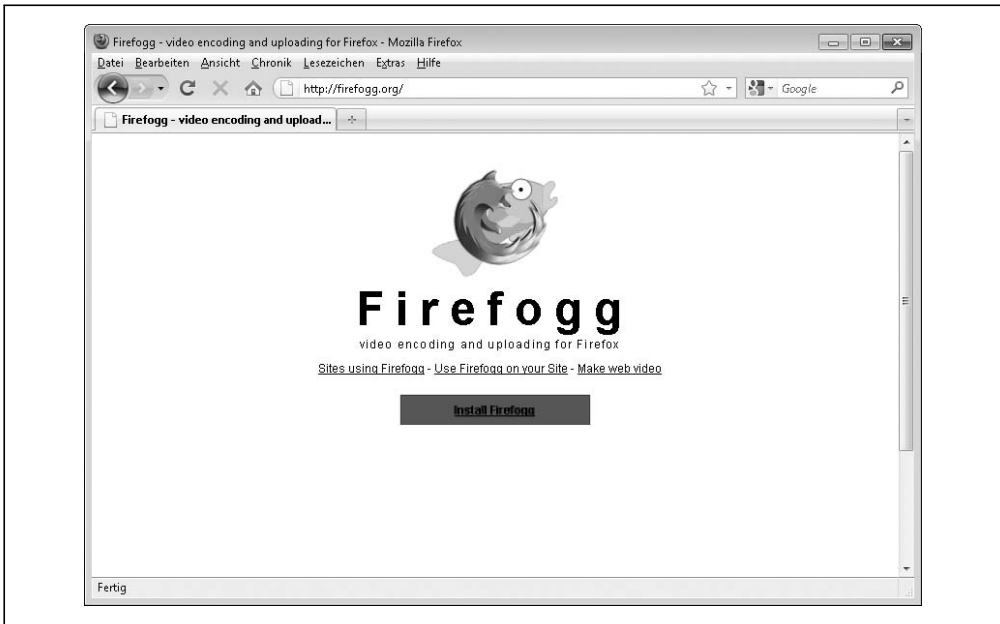 Firefogg - video encoding and uploading for Firefox - Mozilla Firefox
Datei Bearbeiten Ansicht Chronik Lesezeichen Extras Hilfe
http://firefogg.org/
Google
Firefogg - video encoding and upload...
Firefogg
video encoding and uploading for Firefox
Sites using Firefogg - Use Firefogg on your Site - Make web video
Install Firefogg
Fertig